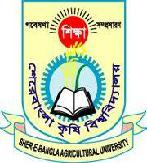 গবেষণা শিক্ষা সম্প্রসারণ
শেরেবাংলা কৃষি বিশ্ববিদ্যালয়
SHER-E-BANGLA AGRICULTURAL UNIVERSITY